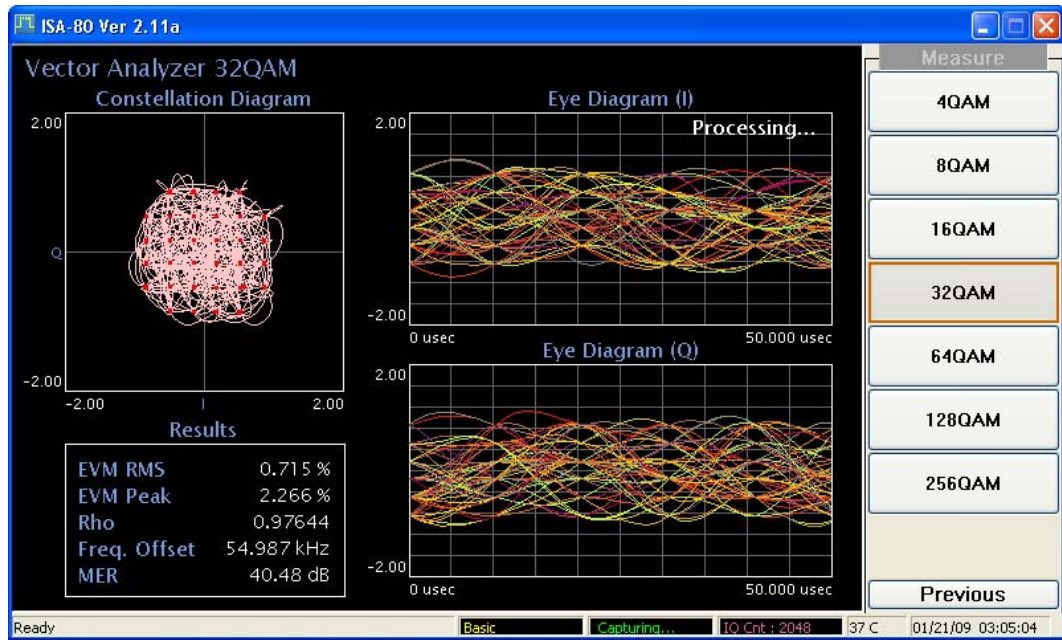 ISA-80 Ver 2.11a
Vector Analyzer 32QAM
Constellation Diagram
2.00
Q
-2.00
-2.00 I 2.00
Eye Diagram (I)
2.00
Processing...
-2.00
0 usec 50.000 usec
Eye Diagram (Q)
2.00
-2.00
0 usec 50.000 usec
Results
EVM RMS 0.715 %
EVM Peak 2.266 %
Rho 0.97644
Freq. Offset 54.987 kHz
MER 40.48 dB
Measure
4QAM
8QAM
16QAM
32QAM
64QAM
128QAM
256QAM
Previous
Ready Basic Capturing... IQ Cnt : 2048 37 C 01/21/09 03:05:04